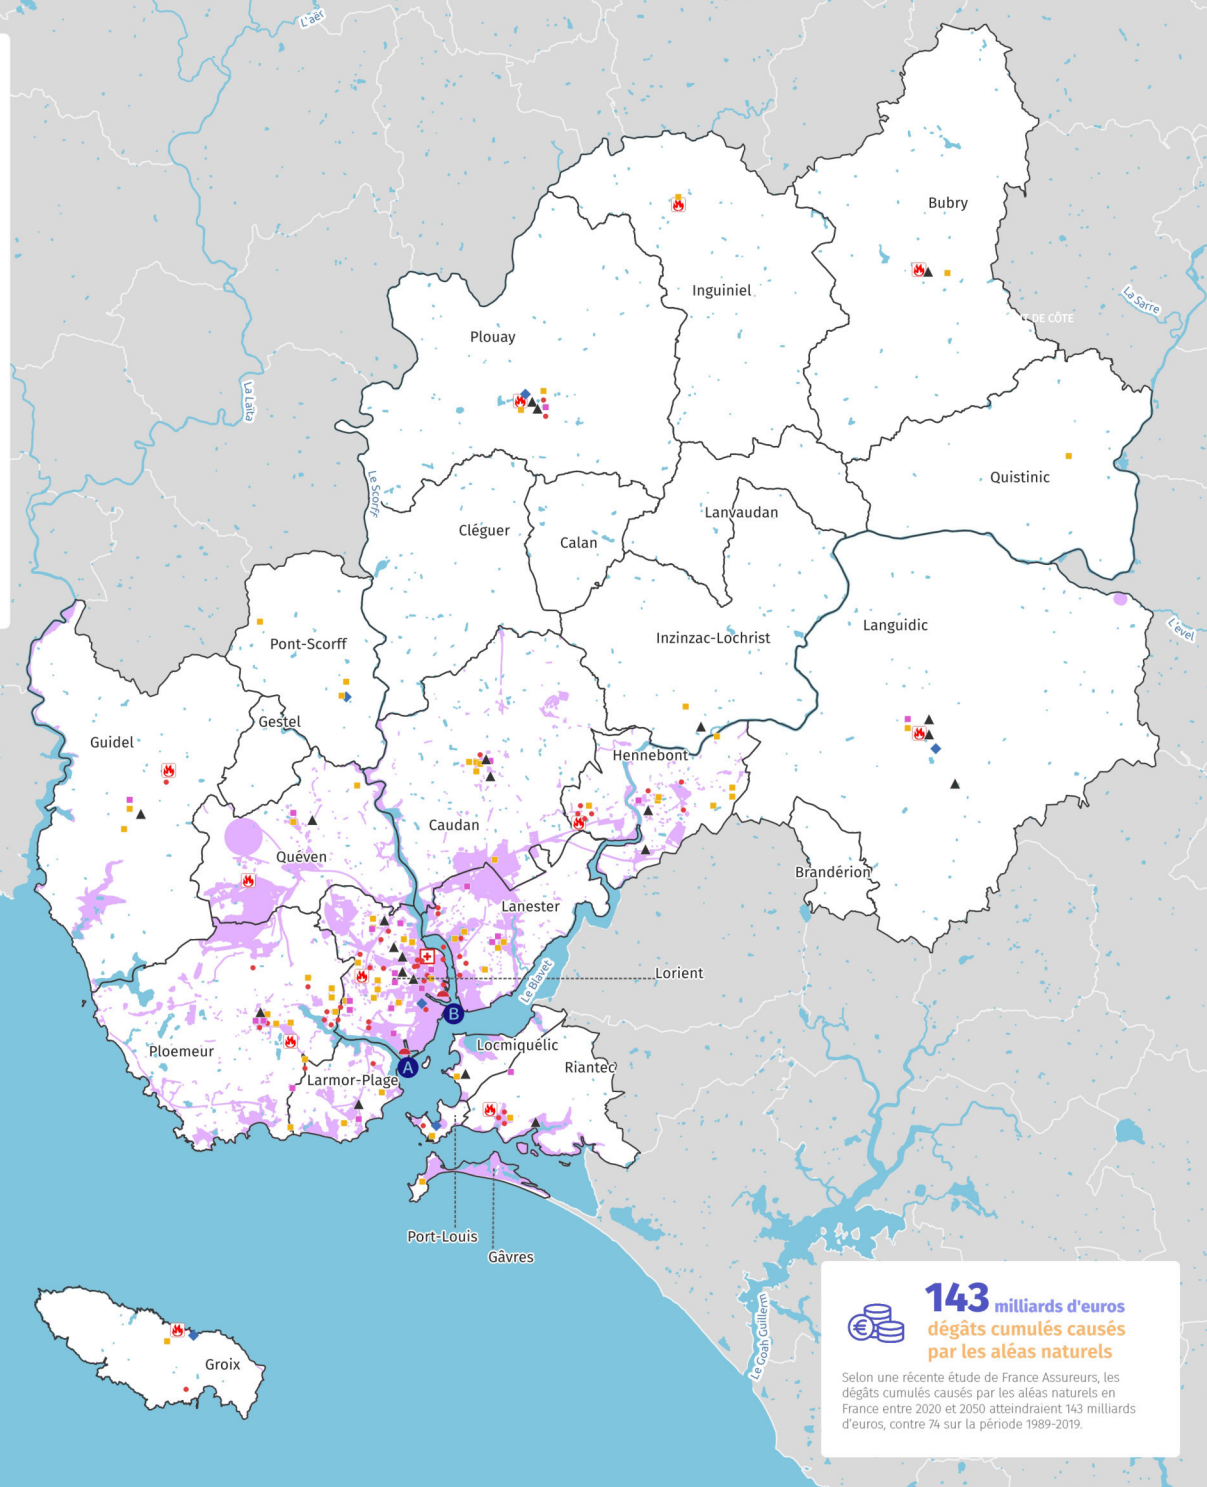 L'aër
Bubry
La Sarre
Inguiniel
DE CÔTE
Plouay
La Laïta
Quistinic
Le Scorff
Lanvaudan
Cléguer
Calan
Languidic
L'ével
Inzinzac-Lochrist
Pont-Scorff
Gestel
Guidel
Hennebont
Caudan
Quéven
Brandérion
Lanester
Lorient
Le Blavet
B
Locmiquélic
Ploemeur
Riantec
A
Larmor-Plage
Port-Louis
Gâvres
Le Goah Guillerm
Groix
143 milliards d'euros
dégâts cumulés causés
par les aléas naturels
Selon une récente étude de France Assureurs, les
dégâts cumulés causés par les aléas naturels en
France entre 2020 et 2050 atteindraient 143 milliards
d'euros, contre 74 sur la période 1989-2019.